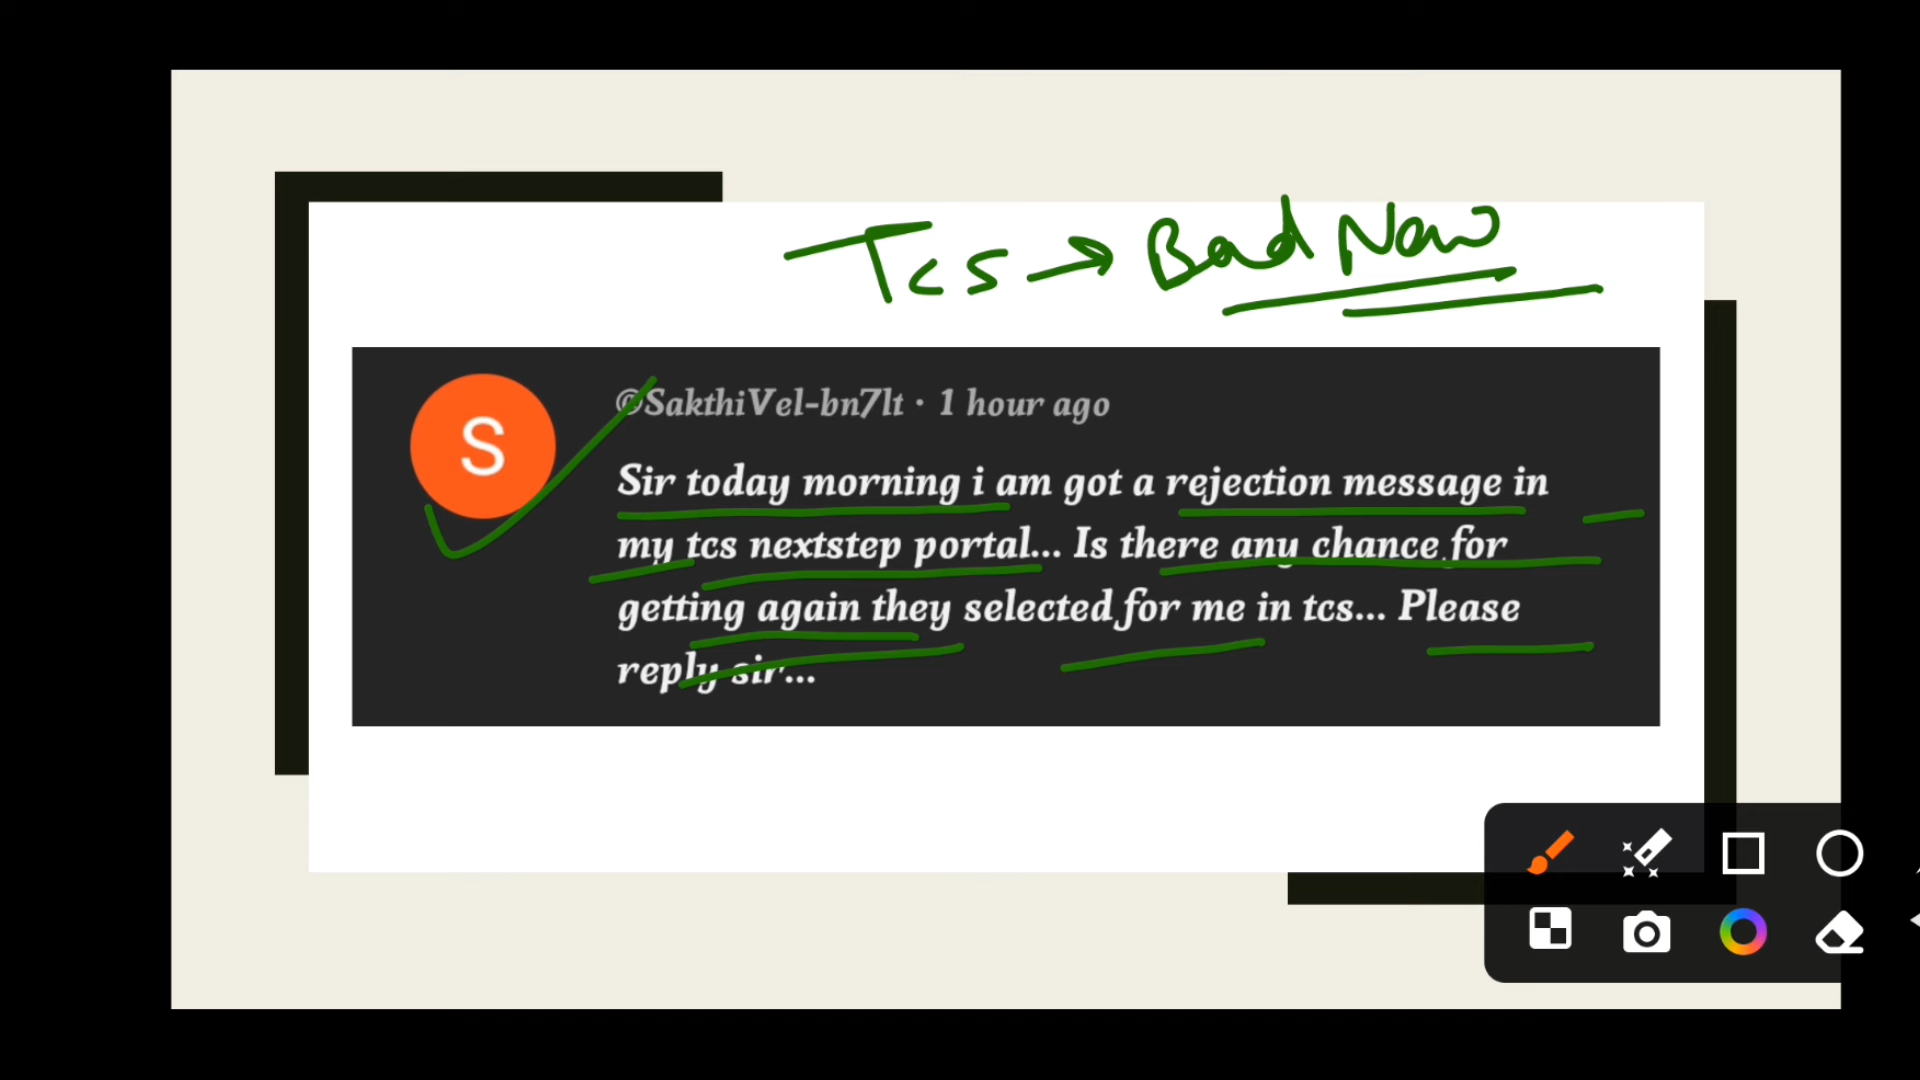 Tcs → Bad News
S
@SakthiVel-bn7lt · 1 hour ago
Sir today morning i am got a rejection message in
my tcs nextstep portal... Is there any chance for
getting again they selected for me in tcs... Please
reply sir...